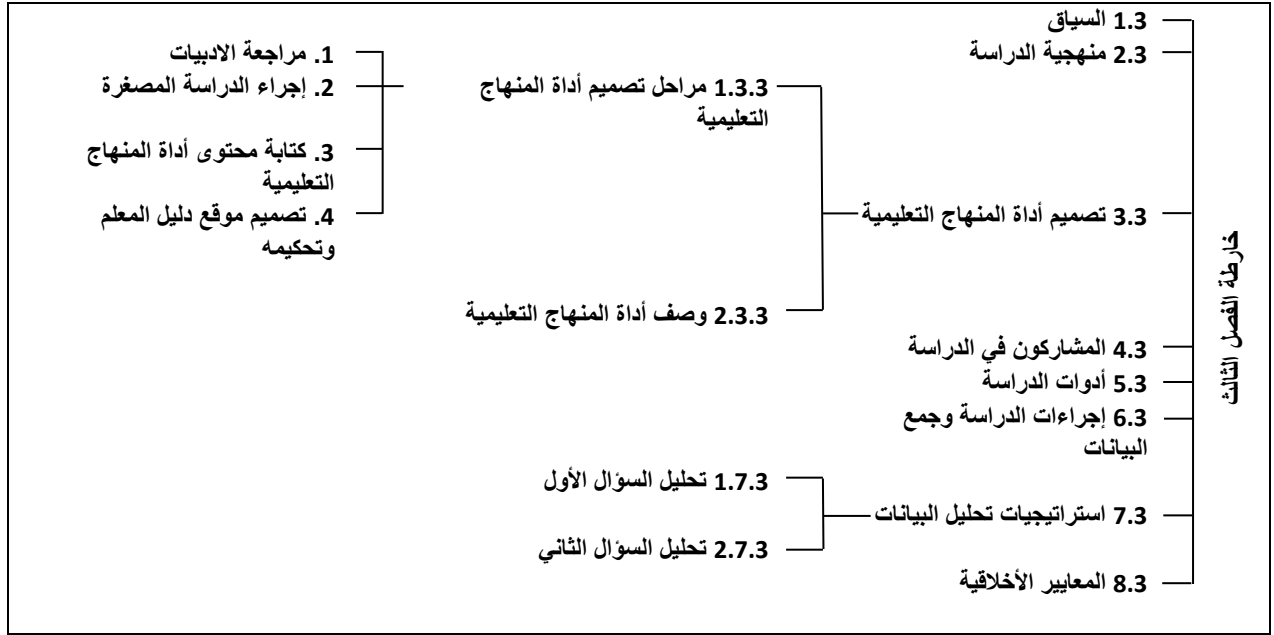 خارطة الفصل الثالث
1.3 السياق
2.3 منهجية الدراسة
3.3 تصميم أداة المنهاج التعليمية
1.3.3 مراحل تصميم أداة المنهاج
التعليمية
1. مراجعة الادبيات
2. إجراء الدراسة المصغرة
3. كتابة محتوى أداة المنهاج
التعليمية
4. تصميم موقع دليل المعلم
وتحكيمه
2.3.3 وصف أداة المنهاج التعليمية
4.3 المشاركون في الدراسة
5.3 أدوات الدراسة
6.3 إجراءات الدراسة وجمع
البيانات
7.3 استراتيجيات تحليل البيانات
1.7.3 تحليل السؤال الأول
2.7.3 تحليل السؤال الثاني
8.3 المعايير الأخلاقية